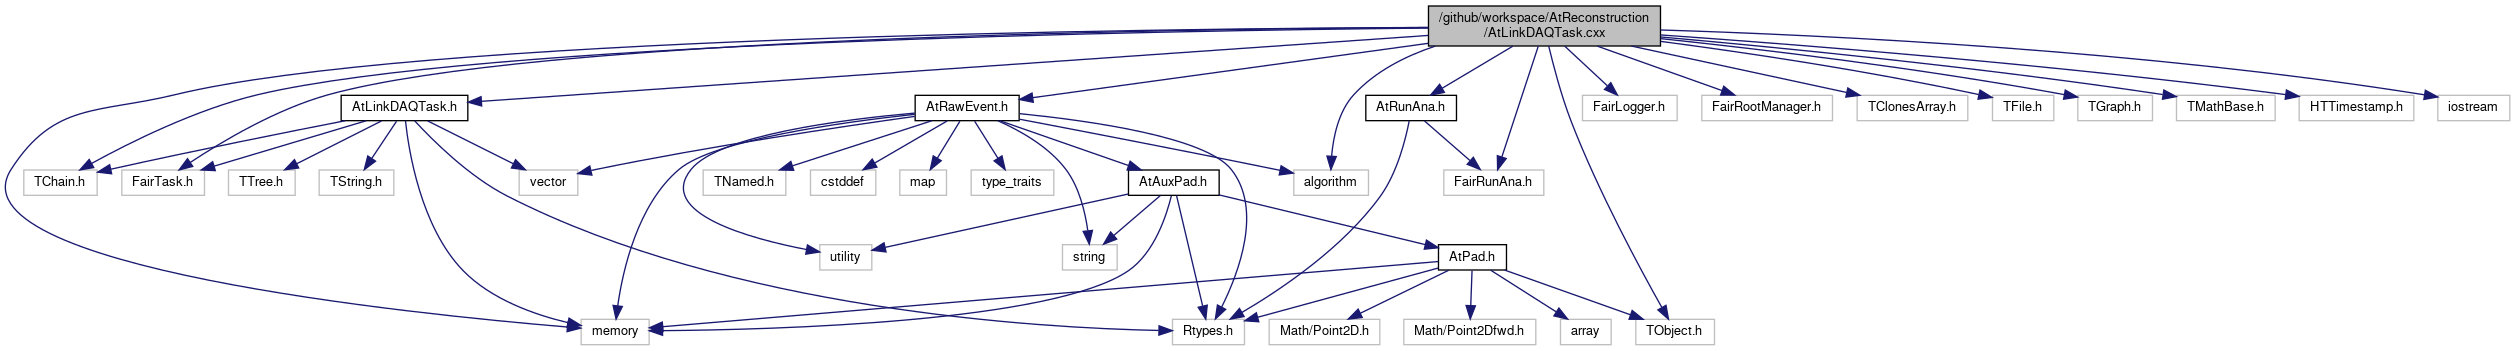 /github/workspace/AtReconstruction
/AtLinkDAQTask.cxx
AtLinkDAQTask.h
AtRawEvent.h
AtRunAna.h
FairLogger.h
FairRootManager.h
TClonesArray.h
TFile.h
TGraph.h
TMathBase.h
HTTimestamp.h
iostream
TChain.h
FairTask.h
TTree.h
TString.h
vector
TNamed.h
cstddef
map
type_traits
AtAuxPad.h
algorithm
FairRunAna.h
utility
string
AtPad.h
memory
Rtypes.h
Math/Point2D.h
Math/Point2Dfwd.h
array
TObject.h